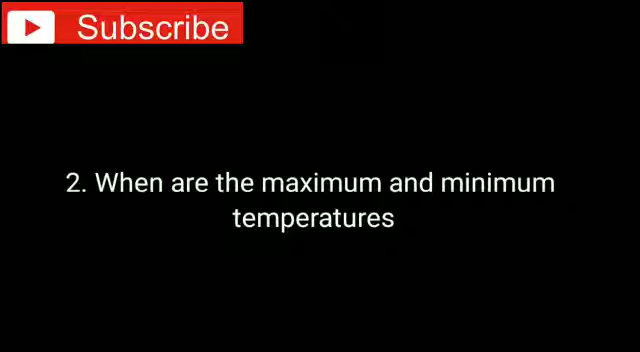 Subscribe
2. When are the maximum and minimum
temperatures